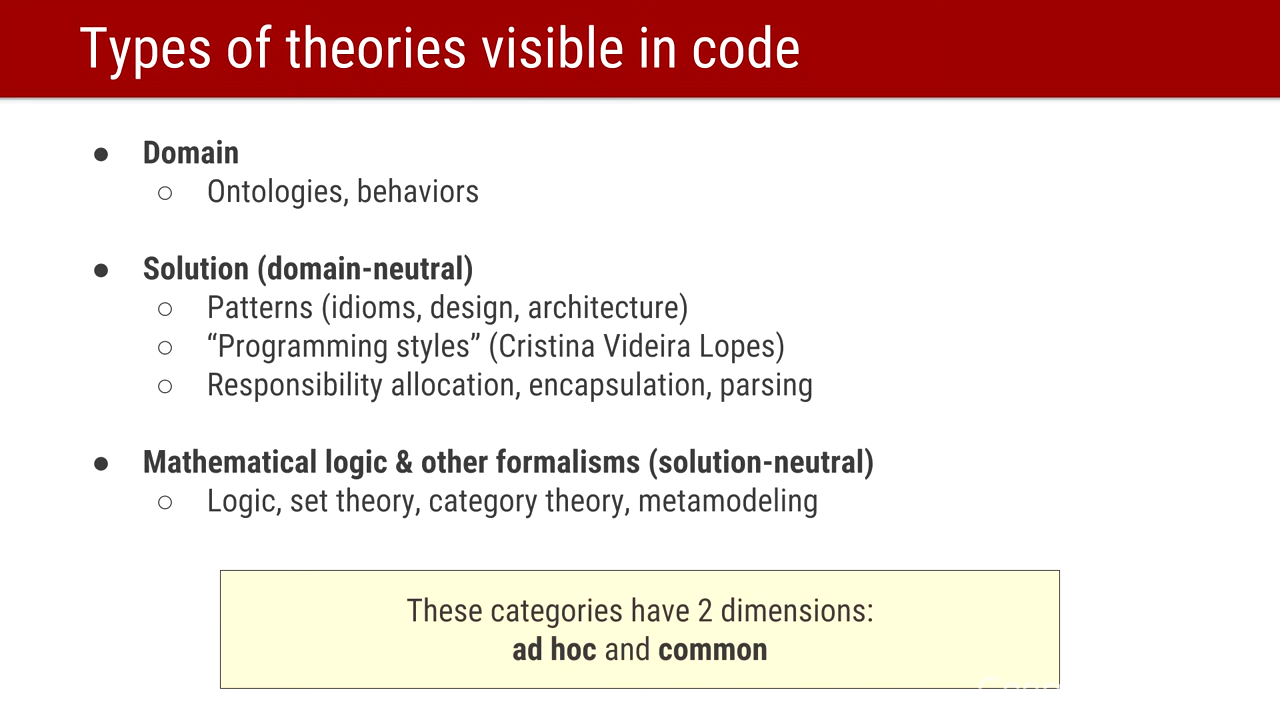 Types of theories visible in code
● Domain
○ Ontologies, behaviors
● Solution (domain-neutral)
○ Patterns (idioms, design, architecture)
○ “Programming styles” (Cristina Videira Lopes)
○ Responsibility allocation, encapsulation, parsing
● Mathematical logic & other formalisms (solution-neutral)
○ Logic, set theory, category theory, metamodeling
These categories have 2 dimensions:
ad hoc and common